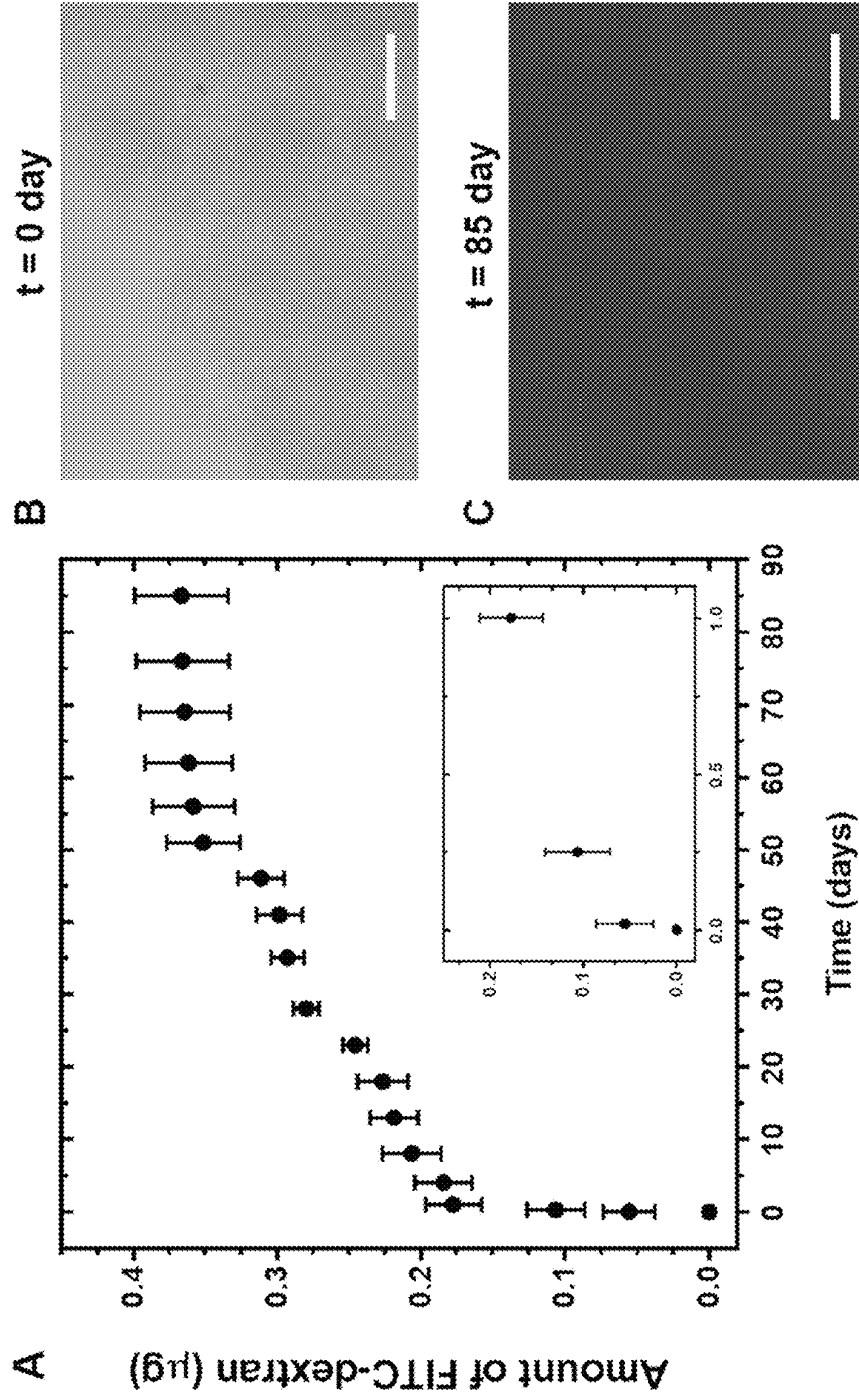 A
Amount of FITC-dextran (μg)
0.4
0.3
0.2
0.1
0.0
0 10 20 30 40 50 60 70 80 90
Time (days)
0.2
0.1
0.0
0.0 0.5 1.0
B
t = 0 day
C
t = 85 day